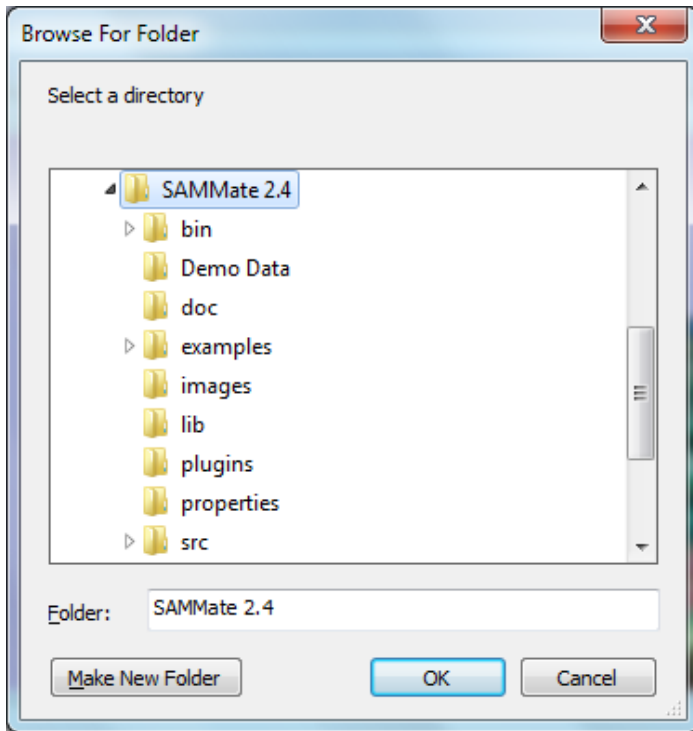 Browse For Folder
Select a directory
SAMMate 2.4
bin
Demo Data
doc
examples
images
lib
plugins
properties
src
Folder: SAMMate 2.4
Make New Folder OK Cancel